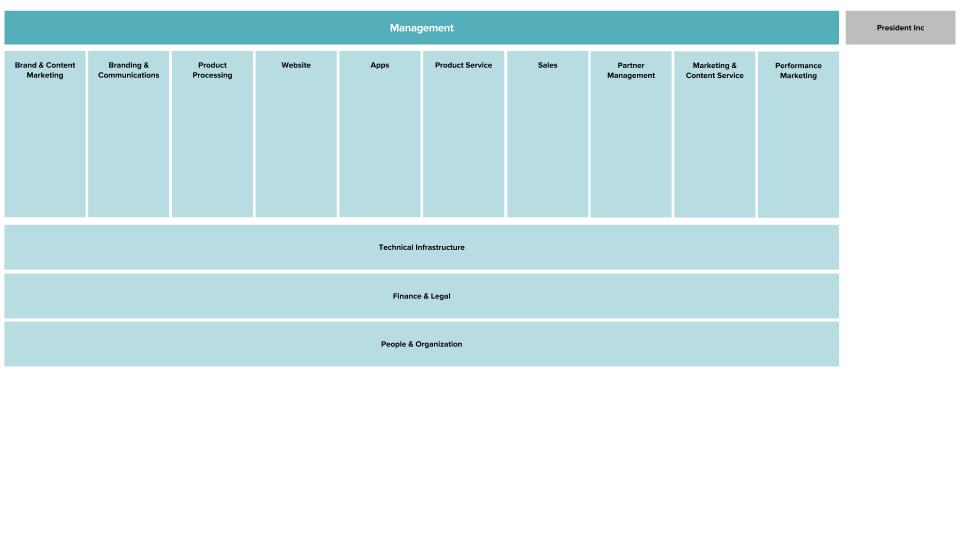 Management
President Inc
Brand & Content
Marketing
Branding &
Communications
Product
Processing
Website
Apps
Product Service
Sales
Partner
Management
Marketing &
Content Service
Performance
Marketing
Technical Infrastructure
Finance & Legal
People & Organization